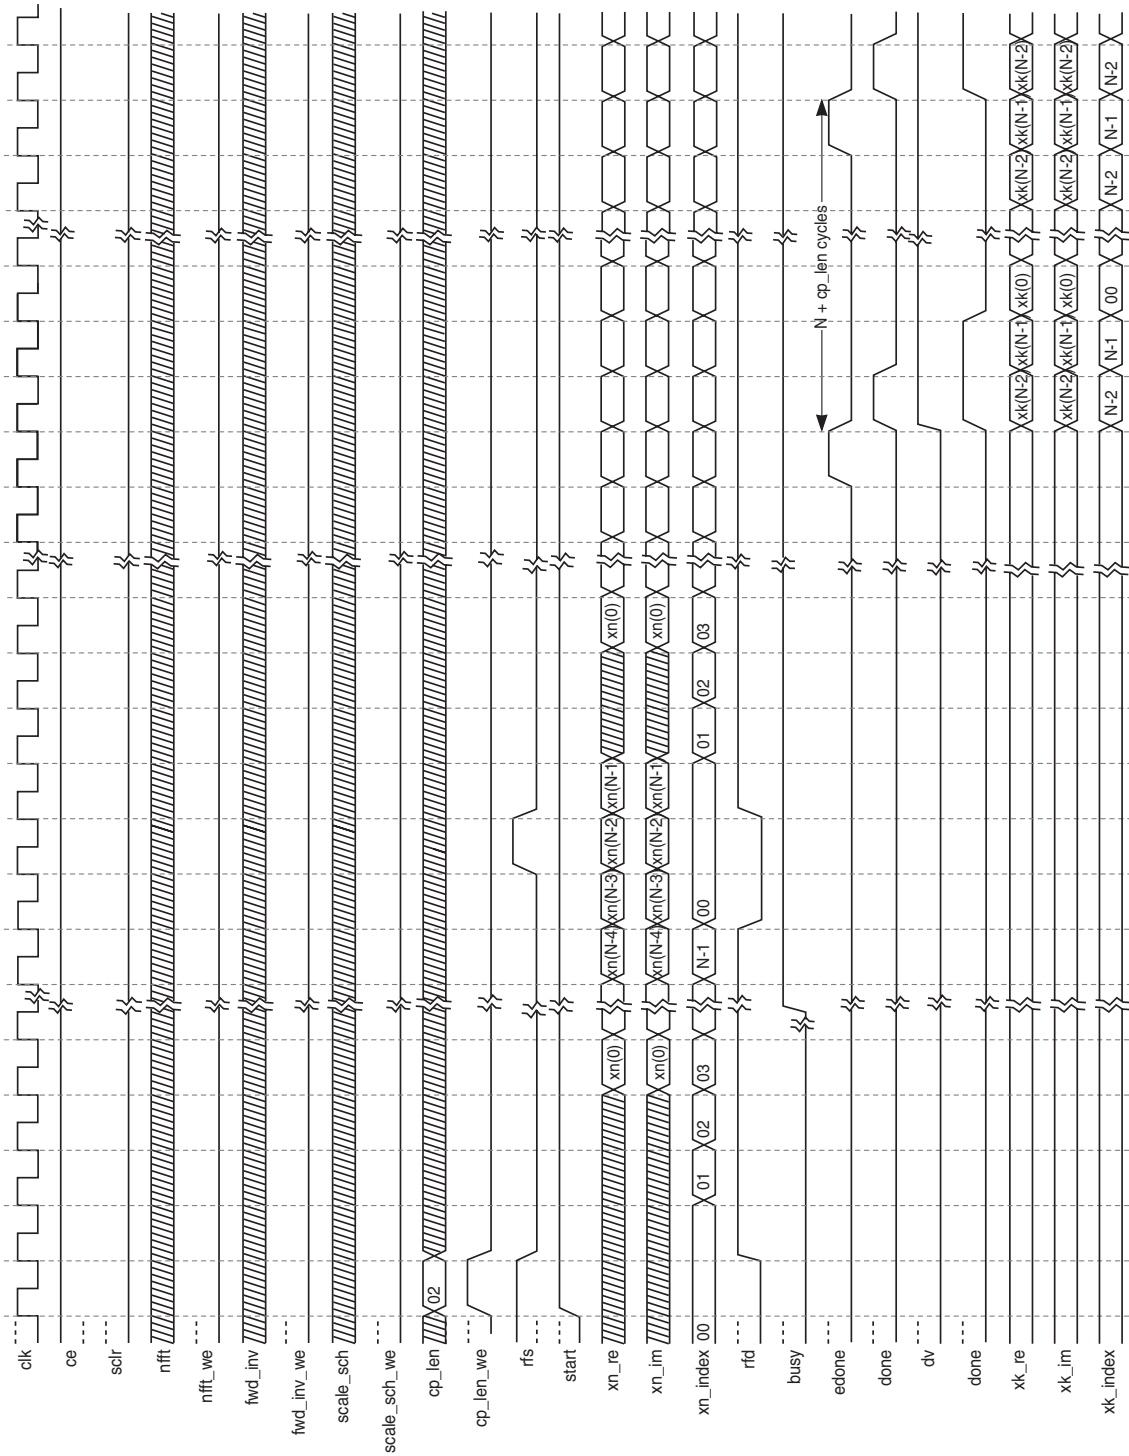 clk
ce
sclr
nfft
nfft_we
fwd_inv
fwd_inv_we
scale_sch
scale_sch_we
cp_len 02
cp_len_we
rfs
start
xn_re xn(0) xn(N-4) xn(N-3) xn(N-2) xn(N-1 xn(0)
xn_im xn(0) xn(N-4) xn(N-3) xn(N-2) xn(N-1 xn(0)
xn_index 00 01 02 03 N-1 00 01 02 03
rfd
busy
N + cp_len cycles
edone
done
dv
done
xk_re xk(N-2 xk(N-1 xk(0) xk(N-2 xk(N-1 xk(N-2
xk_im xk(N-2 xk(N-1 xk(0) xk(N-2 xk(N-1 xk(N-2
xk_index N-2 N-1 00 N-2 N-1 N-2